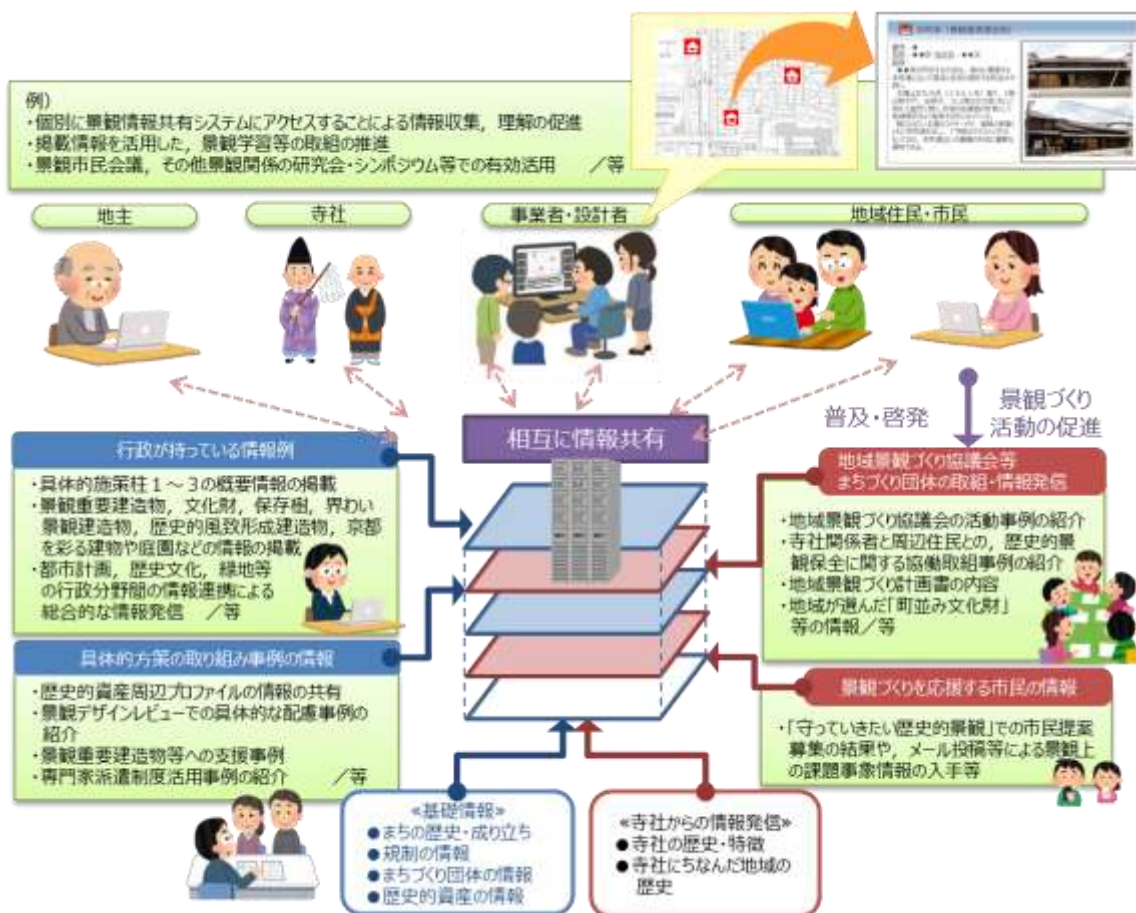 例）
・個別に景観情報共有システムにアクセスすることによる情報収集，理解の促進
・掲載情報を活用した，景観学習等の取組の推進
・景観市民会議，その他景観関係の研究会・シンポジウム等での有効活用　／等
地主
寺社
事業者・設計者
地域住民・市民
相互に情報共有
普及・啓発
景観づくり
活動の促進
行政が持っている情報例
・具体的施策柱１～３の概要情報の掲載
・景観重要建造物，文化財，保存樹，界わい
景観建造物，歴史的風致形成建造物，京都
を彩る建物や庭園などの情報の掲載
・都市計画，歴史文化，緑地等
の行政分野間の情報連携による
総合的な情報発信　／等
具体的方策の取り組み事例の情報
・歴史的資産周辺プロファイルの情報の共有
・景観デザインレビューでの具体的な配慮事例の
紹介
・景観重要建造物等への支援事例
・専門家派遣制度活用事例の紹介　／等
地域景観づくり協議会等
まちづくり団体の取組・情報発信
・地域景観づくり協議会の活動事例の紹介
・寺社関係者と周辺住民との，歴史的景
観保全に関する協働取組事例の紹介
・地域景観づくり計画書の内容
・地域が選んだ「町並み文化財」
等の情報／等
景観づくりを応援する市民の情報
・「守っていきたい歴史的景観」での市民提案
募集の結果や，メール投稿等による景観上
の課題事象情報の入手等
≪基礎情報≫
●まちの歴史・成り立ち
●規制の情報
●まちづくり団体の情報
●歴史的資産の情報
≪寺社からの情報発信≫
●寺社の歴史・特徴
●寺社にちなんだ地域の
歴史